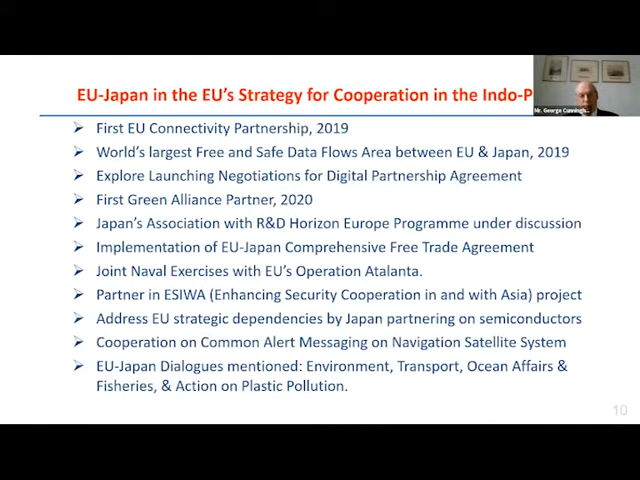 EU-Japan in the EU's Strategy for Cooperation in the Indo-P
Mr. George Cunningh
First EU Connectivity Partnership, 2019
World's largest Free and Safe Data Flows Area between EU & Japan, 2019
Explore Launching Negotiations for Digital Partnership Agreement
First Green Alliance Partner, 2020
Japan's Association with R&D Horizon Europe Programme under discussion
Implementation of EU-Japan Comprehensive Free Trade Agreement
Joint Naval Exercises with EU's Operation Atalanta.
Partner in ESIWA (Enhancing Security Cooperation in and with Asia) project
Address EU strategic dependencies by Japan partnering on semiconductors
Cooperation on Common Alert Messaging on Navigation Satellite System
EU-Japan Dialogues mentioned: Environment, Transport, Ocean Affairs &
Fisheries, & Action on Plastic Pollution.
10